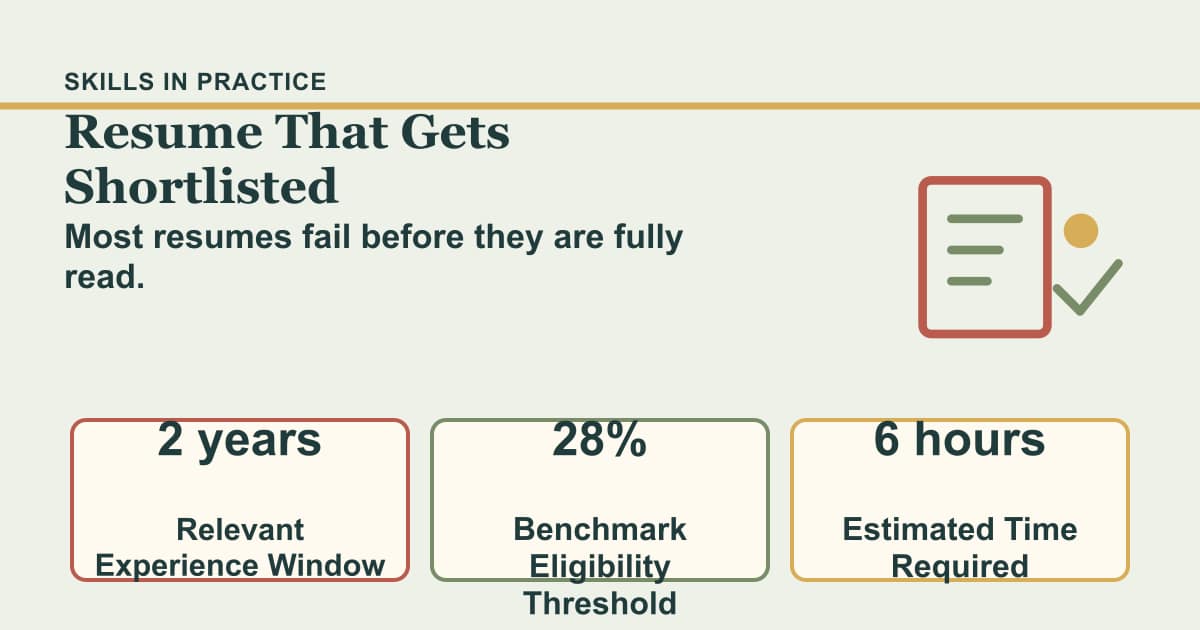 SKILLS IN PRACTICE
Resume That Gets
Shortlisted
Most resumes fail before they are fully
read.
2 years
Relevant
Experience Window
28%
Benchmark
Eligibility
Threshold
6 hours
Estimated Time
Required